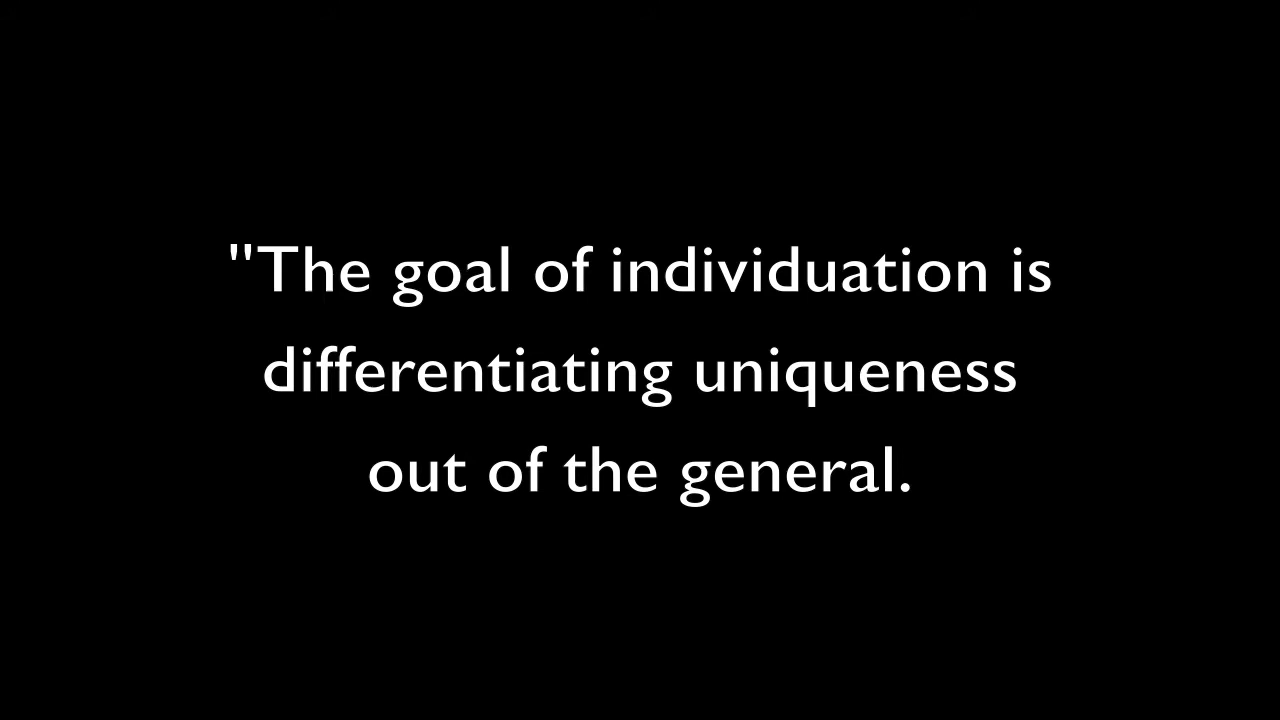 "The goal of individuation is
differentiating uniqueness
out of the general.